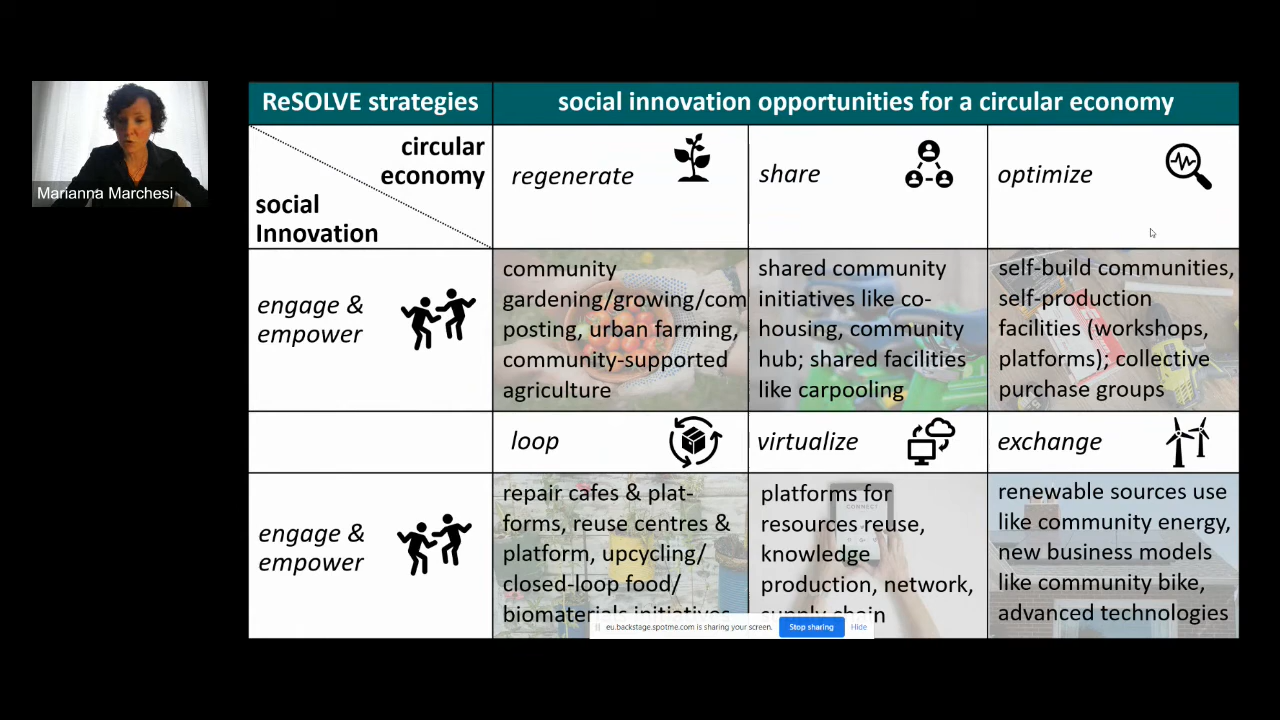 Marianna Marchesi
ReSOLVE strategies
social innovation opportunities for a circular economy
circular
economy
social
Innovation
regenerate
share
optimize
engage &
empower
community
gardening/growing/com
posting, urban farming,
community-supported
agriculture
shared community
initiatives like co-
housing, community
hub; shared facilities
like carpooling
self-build communities,
self-production
facilities (workshops,
platforms); collective
purchase groups
loop
virtualize
exchange
engage &
empower
repair cafes & plat-
forms, reuse centres &
platform, upcycling/
closed-loop food/
biomaterials initiatives
platforms for
resources reuse,
knowledge
production, network,
supply chain
renewable sources use
like community energy,
new business models
like community bike,
advanced technologies
CONNECT
eu.backstage.spotme.com is sharing your screen.
Stop sharing
Hide